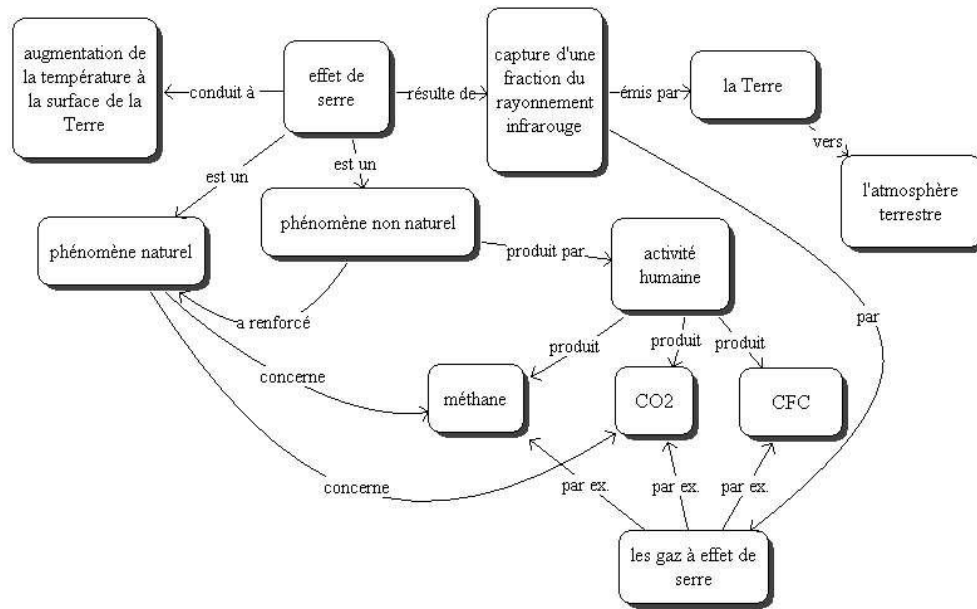 augmentation de
la température à
la surface de la
Terre
conduit à
effet de
serre
résulte de
capture d'une
fraction du
rayonnement
infrarouge
émis par
la Terre
vers
l'atmosphère
terrestre
est un
est un
phénomène naturel
phénomène non naturel
produit par
activité
humaine
a renforcé
par
produit
produit
produit
concerne
méthane
CO2
CFC
concerne
par ex.
par ex.
par ex.
les gaz à effet de
serre